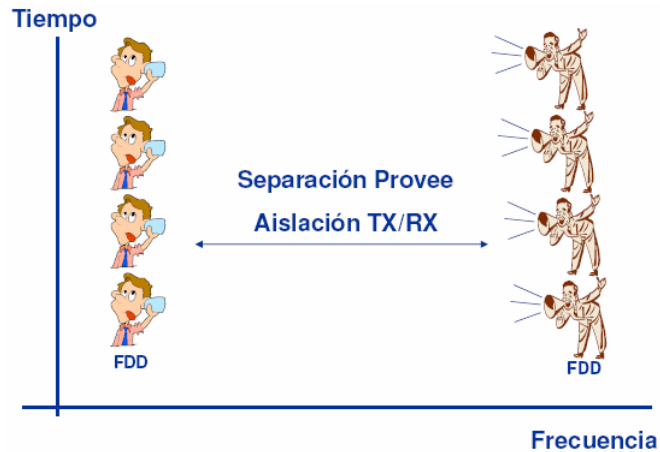 Tiempo
Separación Provee
Aislación TX/RX
FDD
FDD
Frecuencia